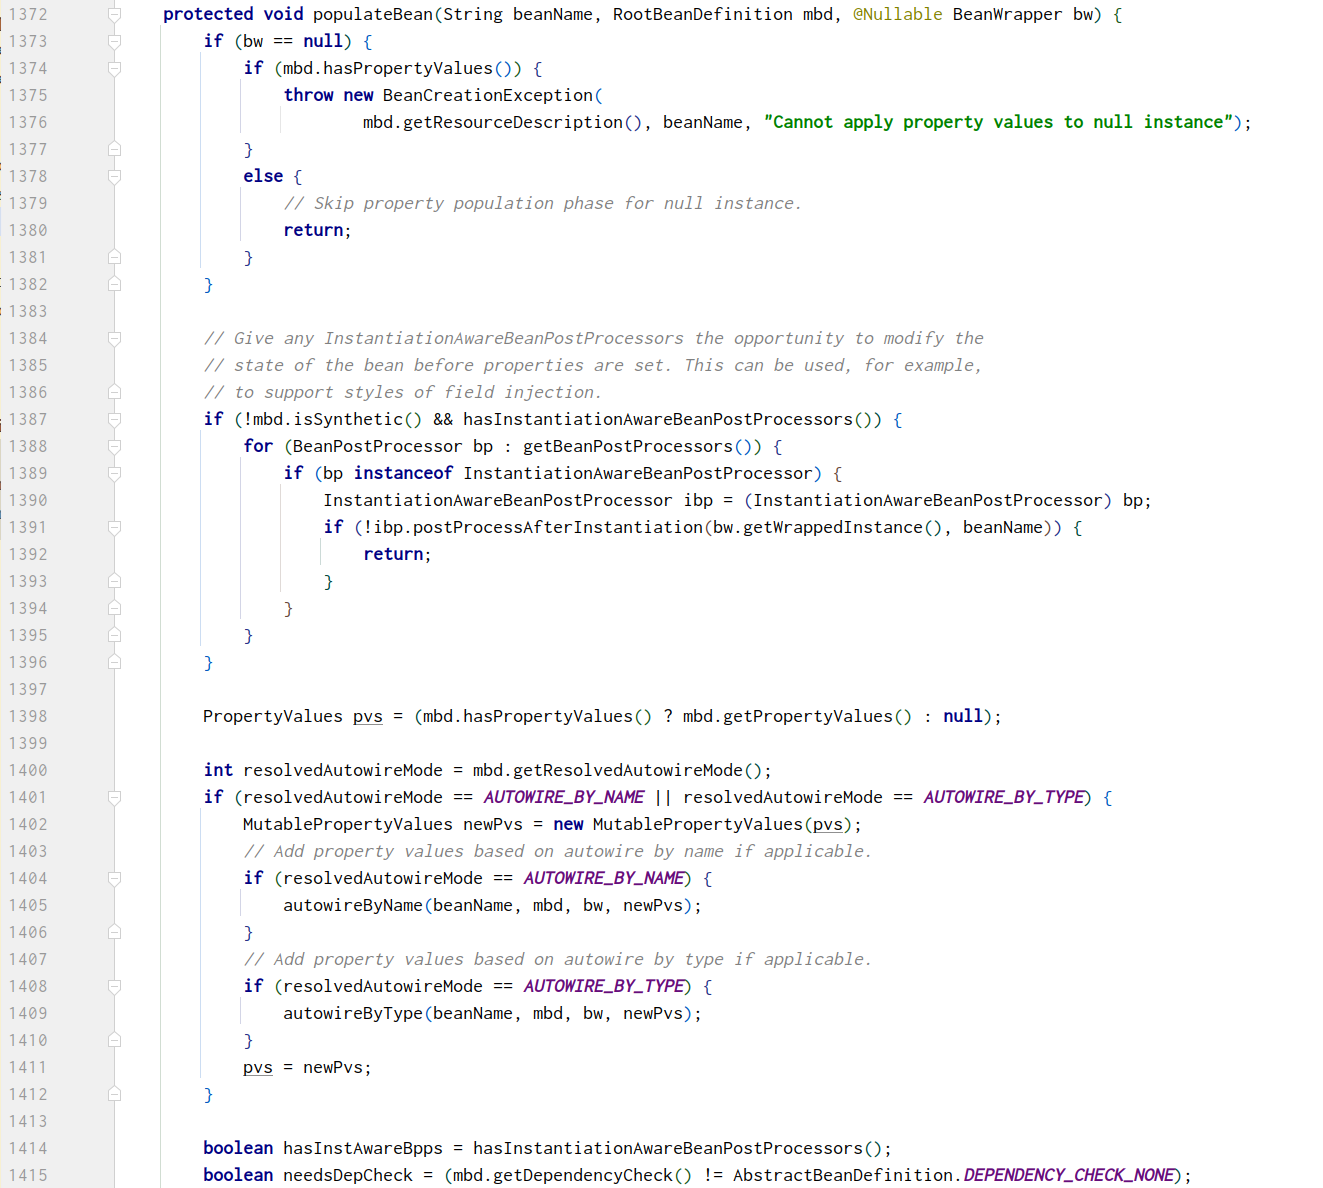 1372 protected void populateBean(String beanName, RootBeanDefinition mbd, @Nullable BeanWrapper bw) {
1373 if (bw == null) {
1374 if (mbd.hasPropertyValues()) {
1375 throw new BeanCreationException(
1376 mbd.getResourceDescription(), beanName, "Cannot apply property values to null instance");
1377 }
1378 else {
1379 // Skip property population phase for null instance.
1380 return;
1381 }
1382 }
1383
1384 // Give any InstantiationAwareBeanPostProcessors the opportunity to modify the
1385 // state of the bean before properties are set. This can be used, for example,
1386 // to support styles of field injection.
1387 if (!mbd.isSynthetic() && hasInstantiationAwareBeanPostProcessors()) {
1388 for (BeanPostProcessor bp : getBeanPostProcessors()) {
1389 if (bp instanceof InstantiationAwareBeanPostProcessor) {
1390 InstantiationAwareBeanPostProcessor ibp = (InstantiationAwareBeanPostProcessor) bp;
1391 if (!ibp.postProcessAfterInstantiation(bw.getWrappedInstance(), beanName)) {
1392 return;
1393 }
1394 }
1395 }
1396 }
1397
1398 PropertyValues pvs = (mbd.hasPropertyValues() ? mbd.getPropertyValues() : null);
1399
1400 int resolvedAutowireMode = mbd.getResolvedAutowireMode();
1401 if (resolvedAutowireMode == AUTOWIRE_BY_NAME || resolvedAutowireMode == AUTOWIRE_BY_TYPE) {
1402 MutablePropertyValues newPvs = new MutablePropertyValues(pvs);
1403 // Add property values based on autowire by name if applicable.
1404 if (resolvedAutowireMode == AUTOWIRE_BY_NAME) {
1405 autowireByName(beanName, mbd, bw, newPvs);
1406 }
1407 // Add property values based on autowire by type if applicable.
1408 if (resolvedAutowireMode == AUTOWIRE_BY_TYPE) {
1409 autowireByType(beanName, mbd, bw, newPvs);
1410 }
1411 pvs = newPvs;
1412 }
1413
1414 boolean hasInstAwareBpps = hasInstantiationAwareBeanPostProcessors();
1415 boolean needsDepCheck = (mbd.getDependencyCheck() != AbstractBeanDefinition.DEPENDENCY_CHECK_NONE);